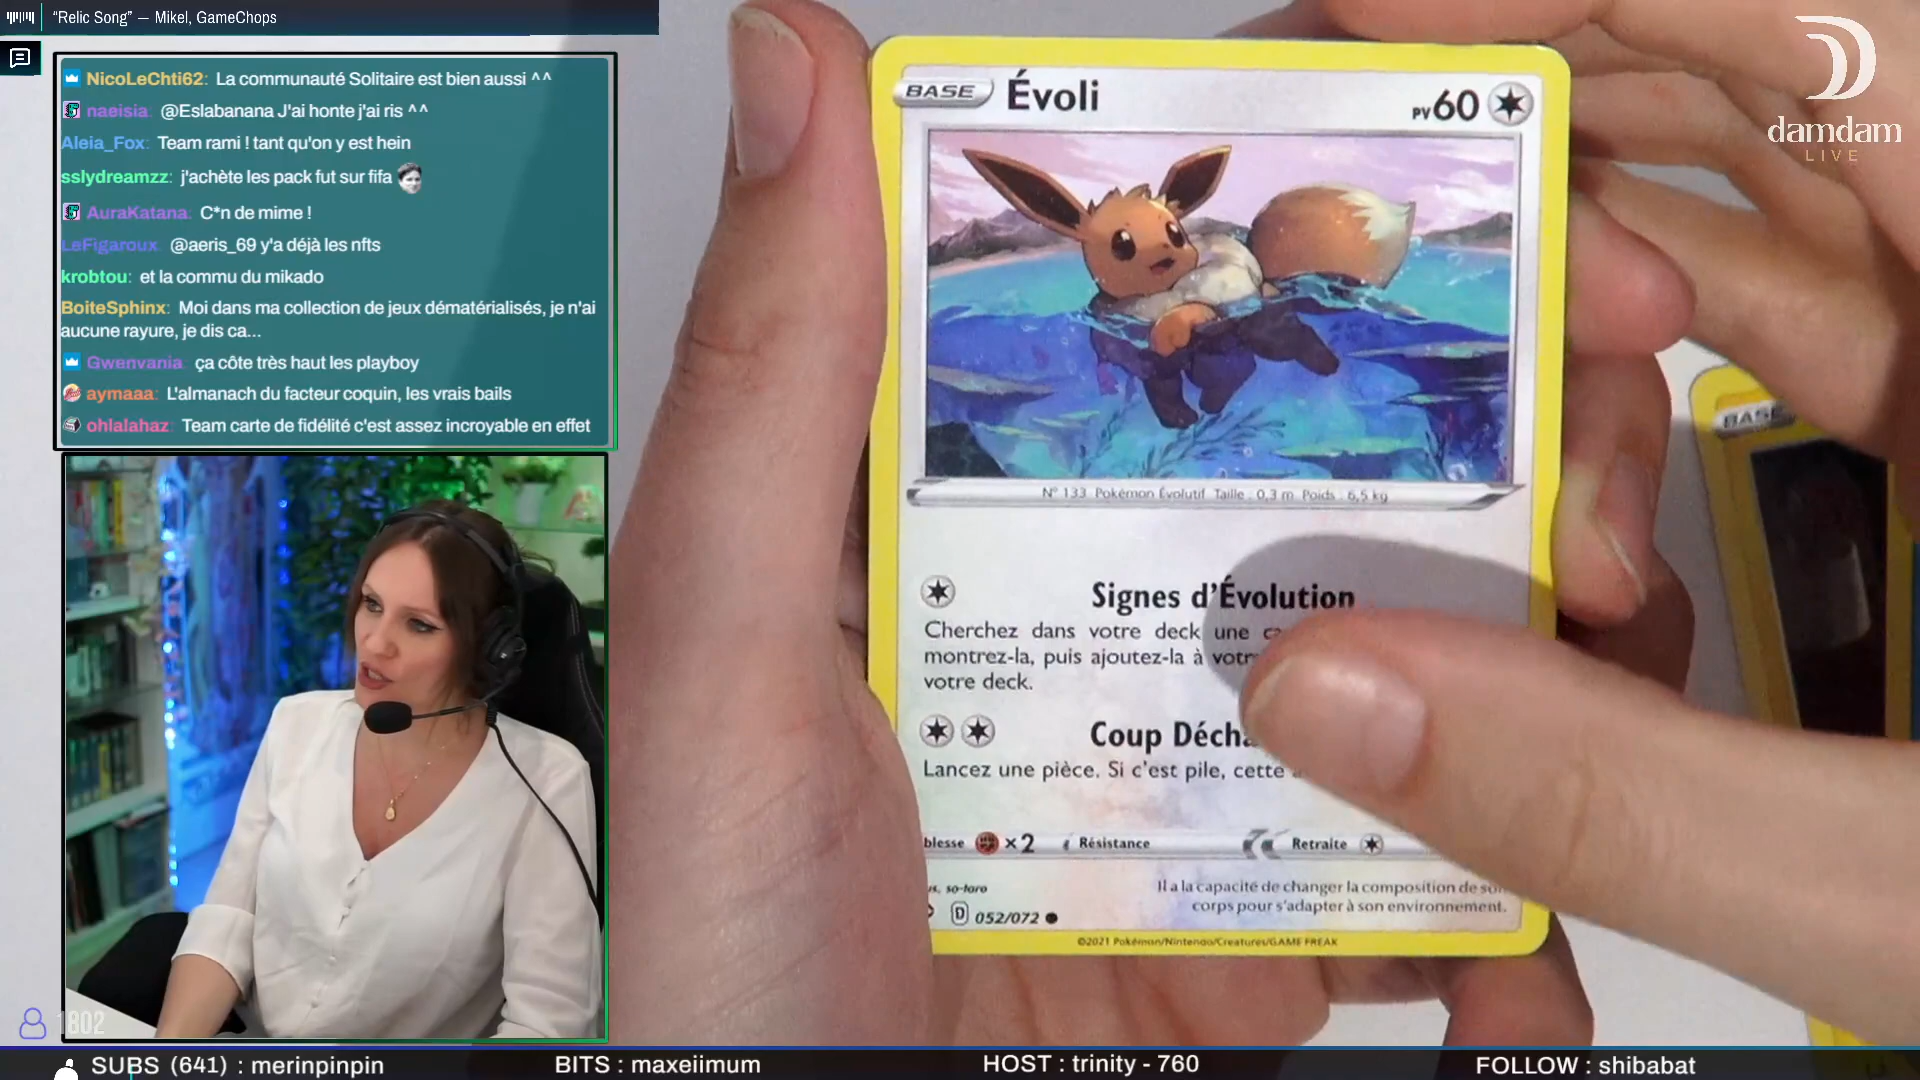 “Relic Song” — Mikel, GameChops
NicoLeChti62: La communauté Solitaire est bien aussi ^^
naeisia: @Eslabanana J'ai honte j'ai ris ^^
Aleia_Fox: Team rami ! tant qu'on y est hein
sslydreamzz: j'achète les pack fut sur fifa
AuraKatana: C*n de mime !
LeFigaroux: @aeris_69 y'a déjà les nfts
krobtou: et la commu du mikado
BoiteSphinx: Moi dans ma collection de jeux dématérialisés, je n'ai
aucune rayure, je dis ca...
Gwenvania: ça côte très haut les playboy
aymaaa: L'almanach du facteur coquin, les vrais bails
ohlalahaz: Team carte de fidélité c'est assez incroyable en effet
BASE Évoli PV 60
N° 133 Pokémon Évolutif Taille : 0,3 m Poids : 6,5 kg
Signes d'Évolution
Cherchez dans votre deck une
montrez-la, puis ajoutez-la à
votre deck.
Coup
Lancez une pièce. Si c'est pile, cette
×2 Résistance Retraite
so-taro
Il a la capacité de changer la composition de son
corps pour s'adapter à son environnement.
D 052/072
©2021 Pokémon/Nintendo/Creatures/GAME FREAK
BASE
damdam
LIVE
1802
SUBS (641) : merinpinpin
BITS : maxeiimum
HOST : trinity - 760
FOLLOW : shibabat